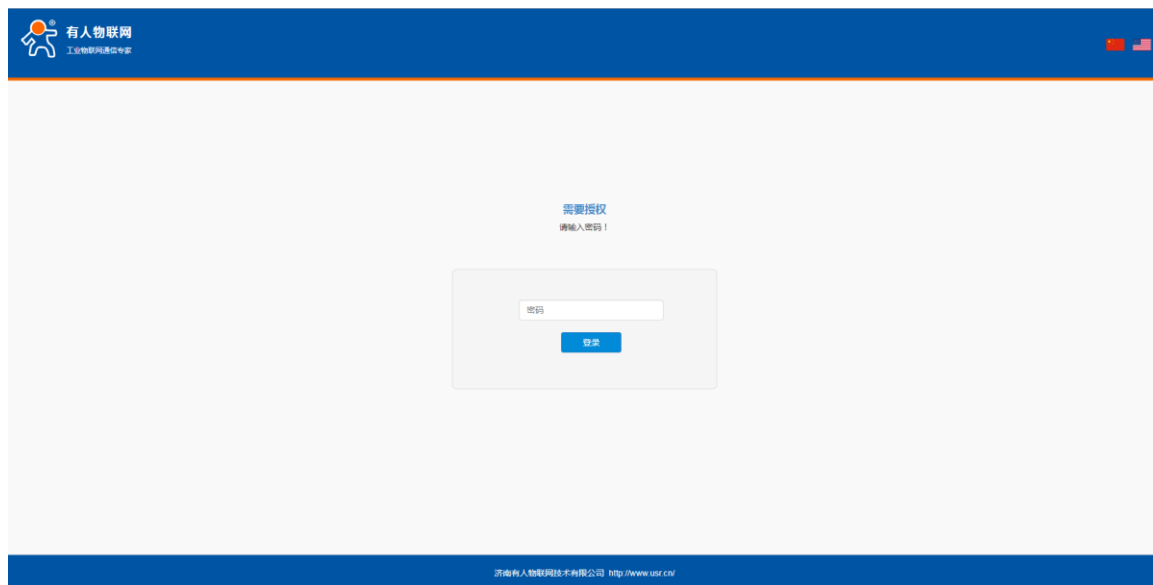 有人物联网
工业物联网通信专家
需要授权
请输入密码！
密码
登录
济南有人物联网技术有限公司 http://www.usr.cn/